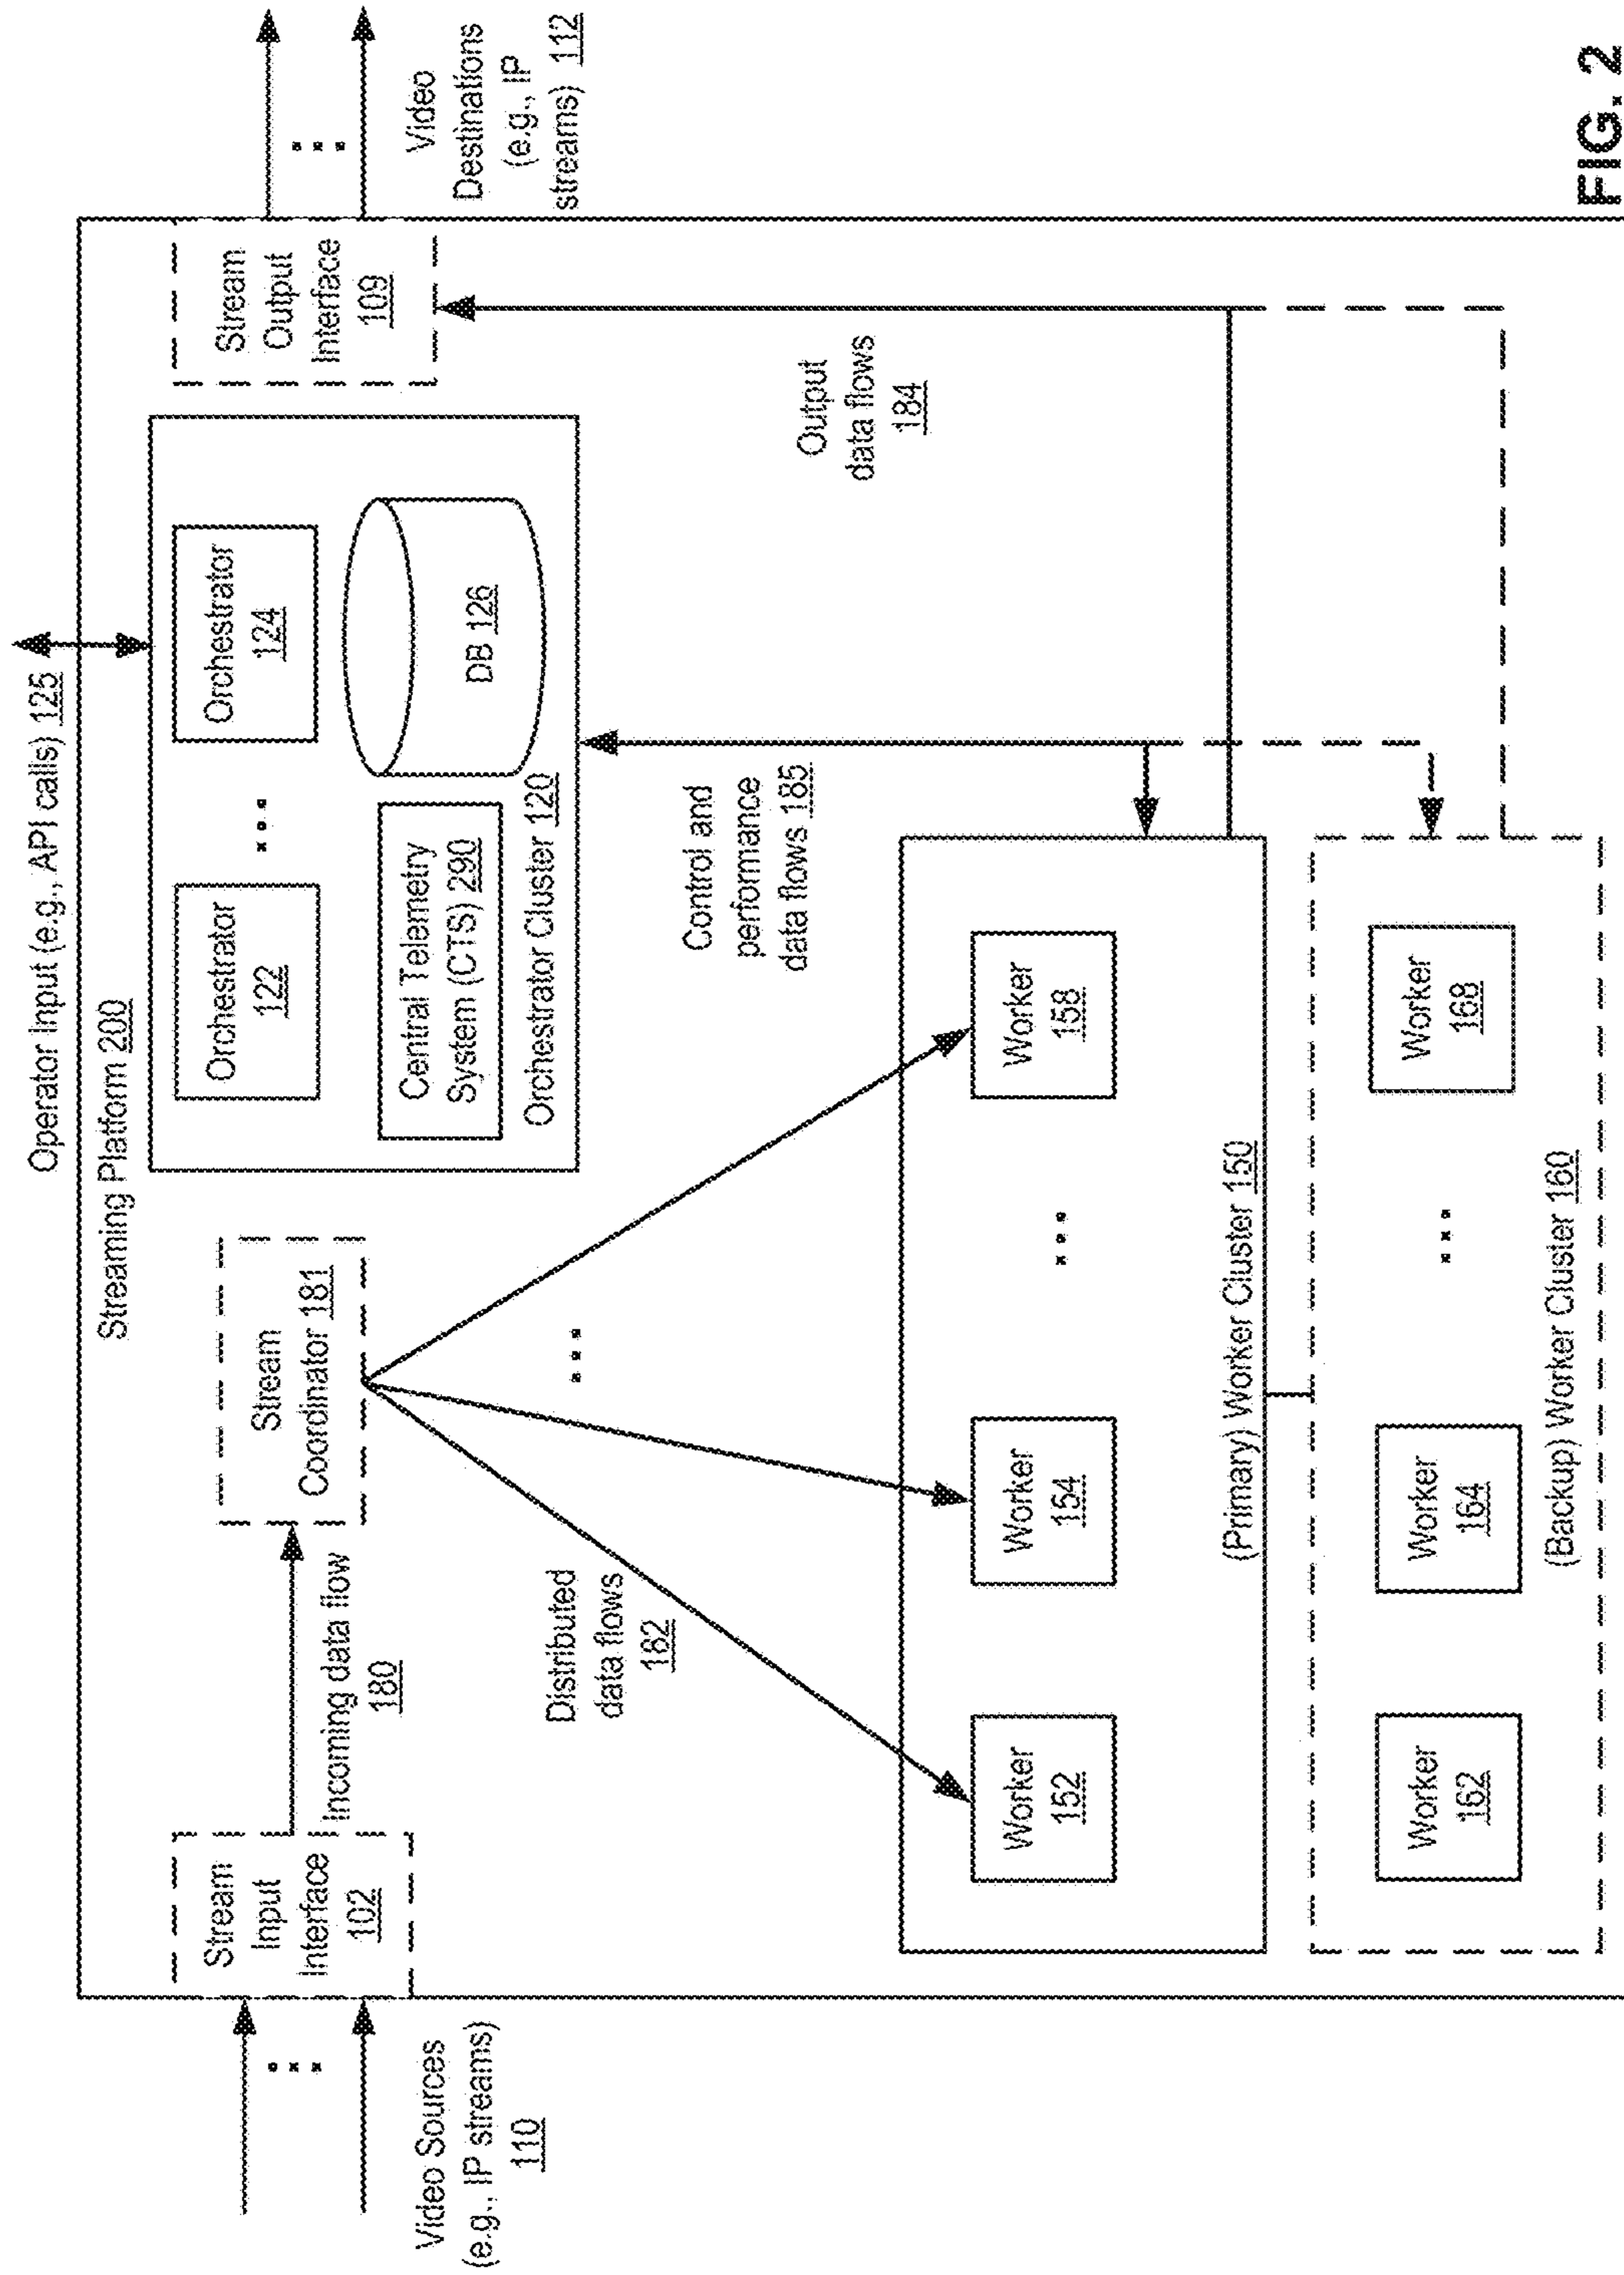 Operator Input (e.g., API calls) 125
Streaming Platform 200
Video Sources
(e.g., IP streams)
110
Stream
Input
Interface
102
Incoming data flow
180
Stream
Coordinator 181
Distributed
data flows
182
Orchestrator
122
Orchestrator
124
Central Telemetry
System (CTS) 290
DB 126
Orchestrator Cluster 120
Stream
Output
Interface
109
Video
Destinations
(e.g., IP
streams) 112
Control and
performance
data flows 185
Output
data flows
184
Worker
152
Worker
154
Worker
158
(Primary) Worker Cluster 150
Worker
162
Worker
164
Worker
168
(Backup) Worker Cluster 160
FIG. 2